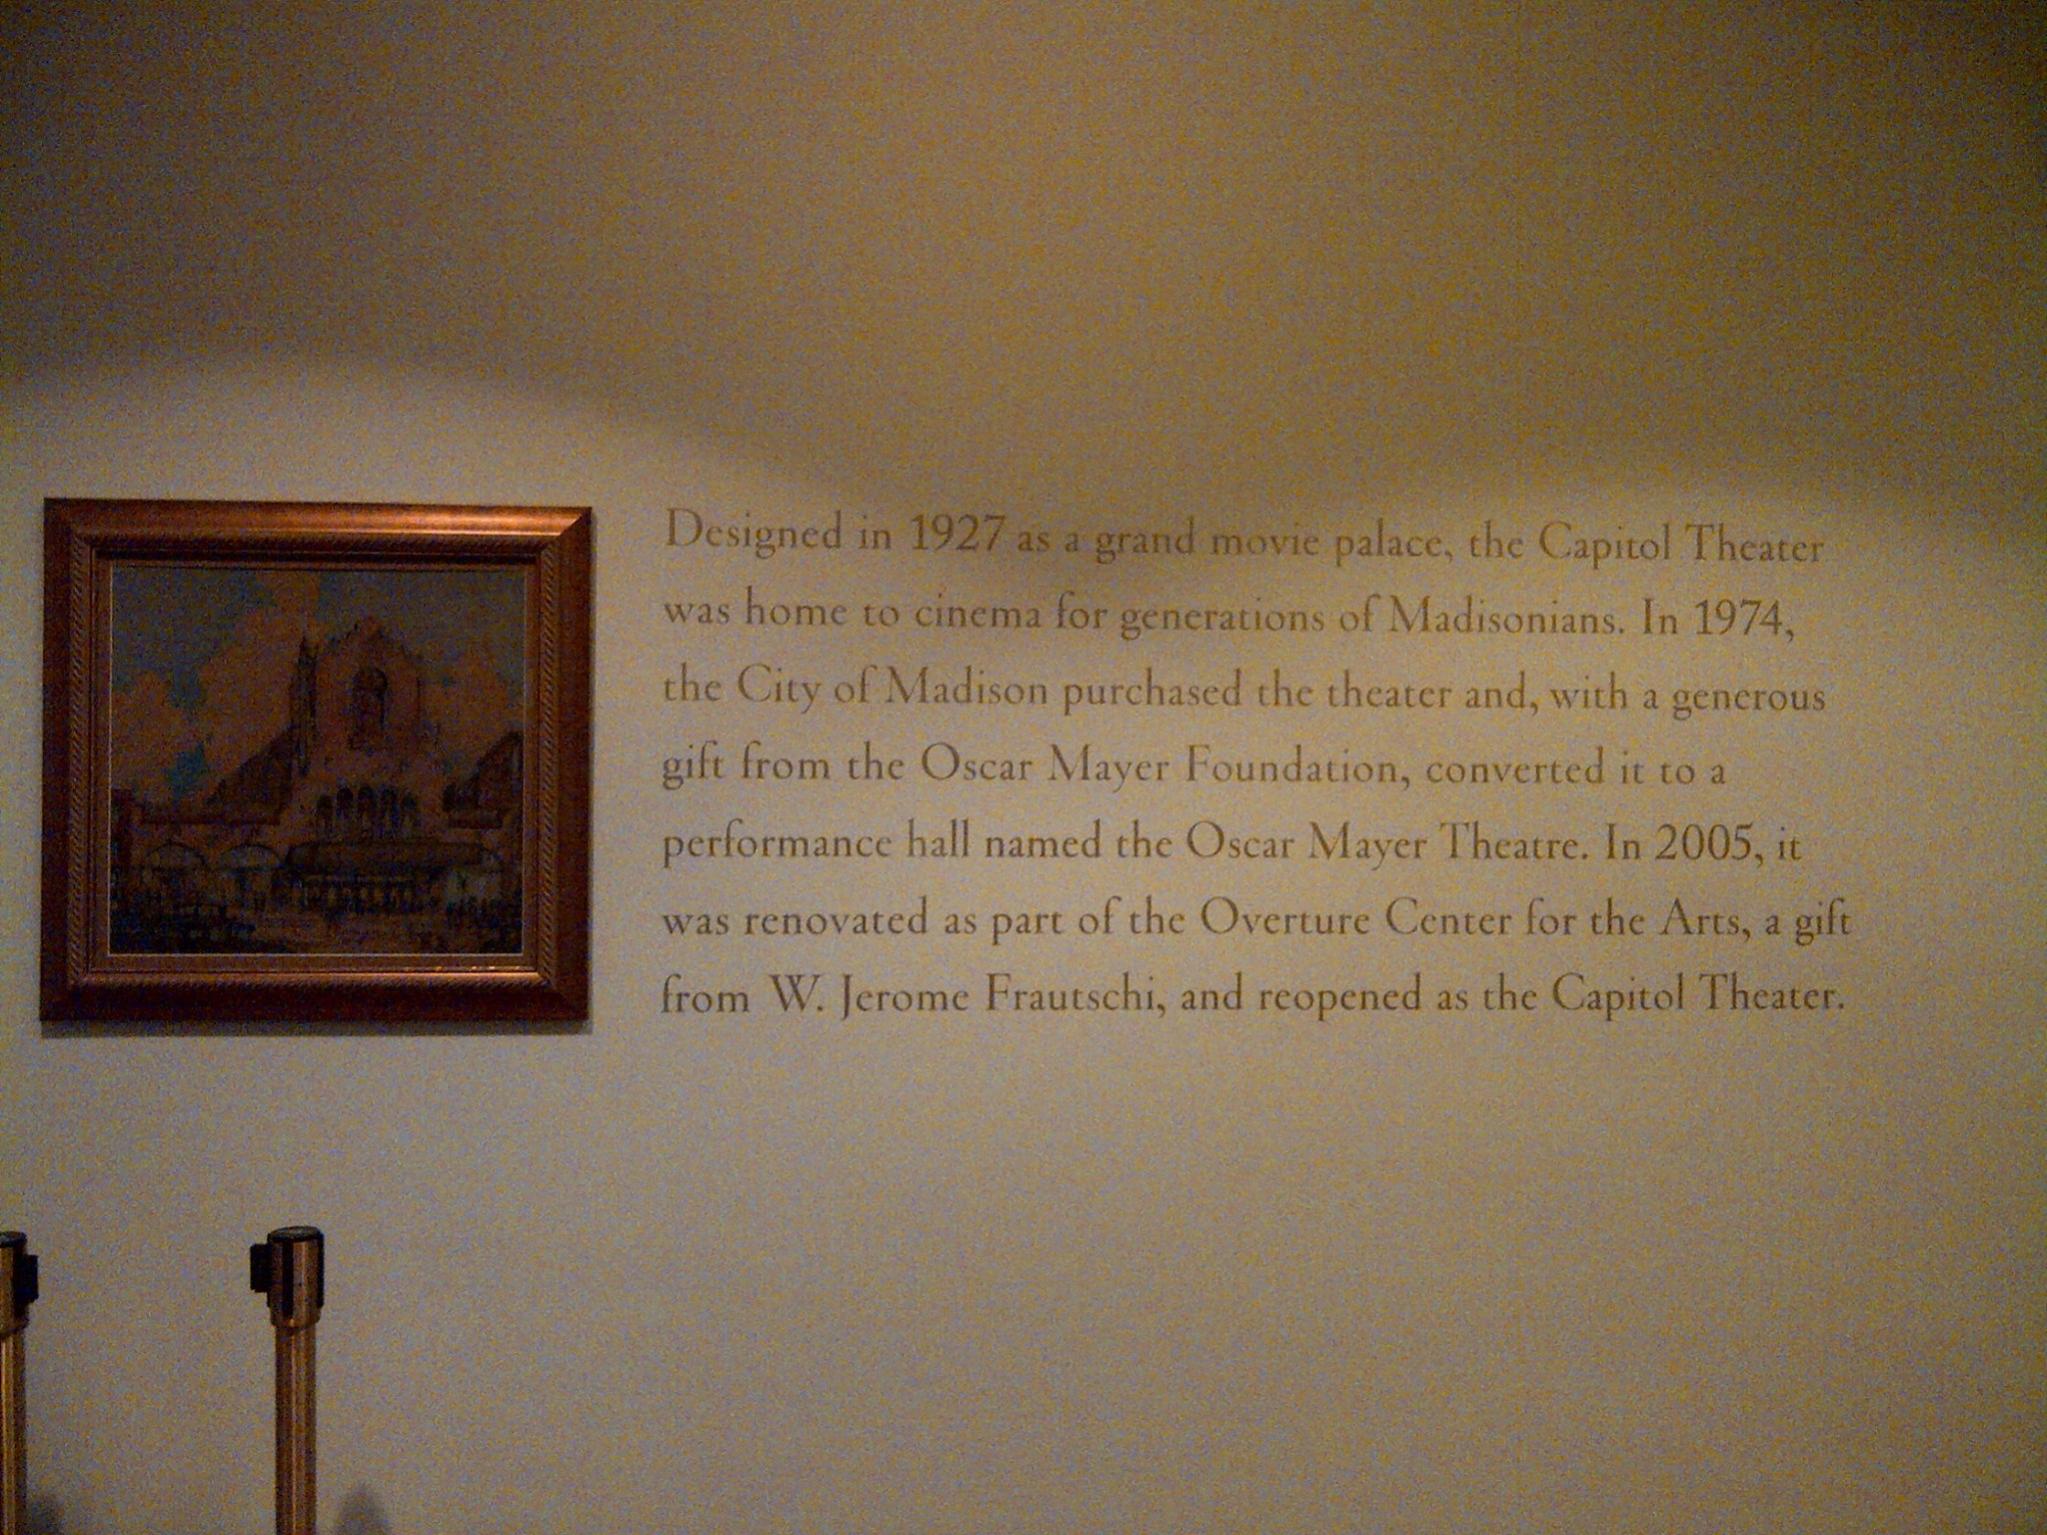 Designed in 1927 as a grand movie palace, the Capitol Theater
was home to cinema for generations of Madisonians. In 1974,
the City of Madison purchased the theater and, with a generous
gift from the Oscar Mayer Foundation, converted it to a
performance hall named the Oscar Mayer Theatre. In 2005, it
was renovated as part of the Overture Center for the Arts, a gift
from W. Jerome Frautschi, and reopened as the Capitol Theater.